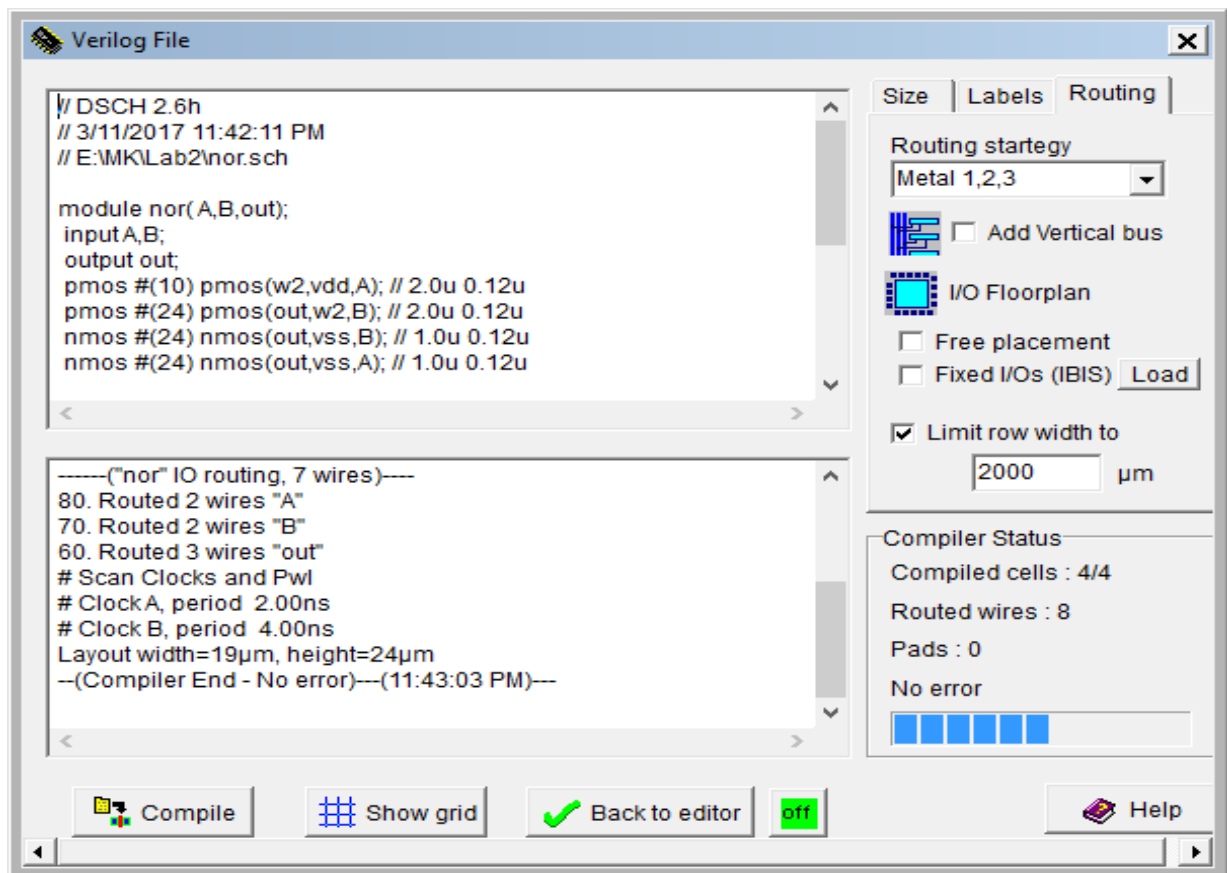 Verilog File
// DSCH 2.6h
// 3/11/2017 11:42:11 PM
// E:\MK\Lab2\nor.sch
module nor( A,B,out);
input A,B;
output out;
pmos #(10) pmos(w2,vdd,A); // 2.0u 0.12u
pmos #(24) pmos(out,w2,B); // 2.0u 0.12u
nmos #(24) nmos(out,vss,B); // 1.0u 0.12u
nmos #(24) nmos(out,vss,A); // 1.0u 0.12u
------("nor" IO routing, 7 wires)----
80. Routed 2 wires "A"
70. Routed 2 wires "B"
60. Routed 3 wires "out"
# Scan Clocks and Pwl
# Clock A, period  2.00ns
# Clock B, period  4.00ns
Layout width=19µm, height=24µm
--(Compiler End - No error)---(11:43:03 PM)---
Size Labels Routing
Routing startegy
Metal 1,2,3
Add Vertical bus
I/O Floorplan
Free placement
Fixed I/Os (IBIS) Load
Limit row width to
2000 µm
Compiler Status
Compiled cells : 4/4
Routed wires : 8
Pads : 0
No error
Compile Show grid Back to editor off Help